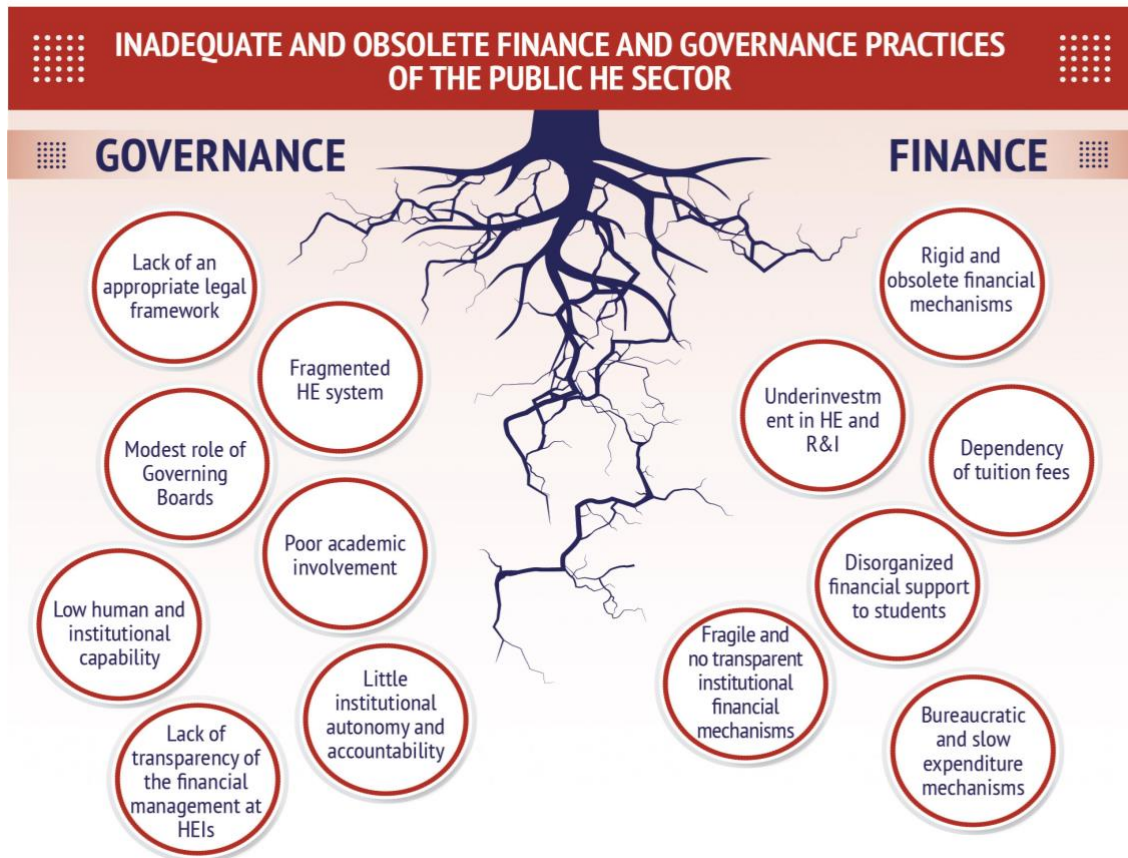 INADEQUATE AND OBSOLETE FINANCE AND GOVERNANCE PRACTICES
OF THE PUBLIC HE SECTOR
GOVERNANCE
Lack of an
appropriate legal
framework
Fragmented
HE system
Modest role of
Governing
Boards
Poor academic
involvement
Low human and
institutional
capability
Little
institutional
autonomy and
accountability
Lack of
transparency of
the financial
management at
HEIs
FINANCE
Rigid and
obsolete financial
mechanisms
Underinvestm
ent in HE and
R&I
Dependency
of tuition fees
Disorganized
financial support
to students
Fragile and
no transparent
institutional
financial
mechanisms
Bureaucratic
and slow
expenditure
mechanisms